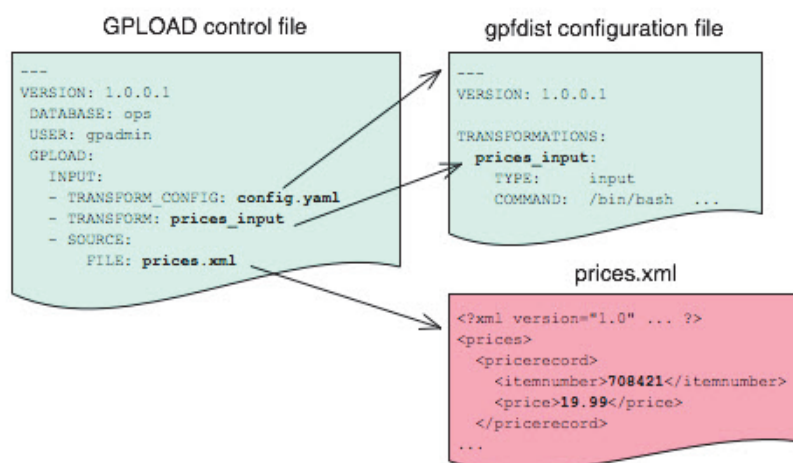 GPLOAD control file
---
VERSION: 1.0.0.1
DATABASE: ops
USER: gpadmin
GPLOAD:
INPUT:
- TRANSFORM_CONFIG: config.yaml
- TRANSFORM: prices_input
- SOURCE:
FILE: prices.xml
gpfdist configuration file
---
VERSION: 1.0.0.1
TRANSFORMATIONS:
prices_input:
TYPE: input
COMMAND: /bin/bash ...
prices.xml
<?xml version="1.0" ... ?>
<prices>
<pricerecord>
<itemnumber>708421</itemnumber>
<price>19.99</price>
</pricerecord>
...